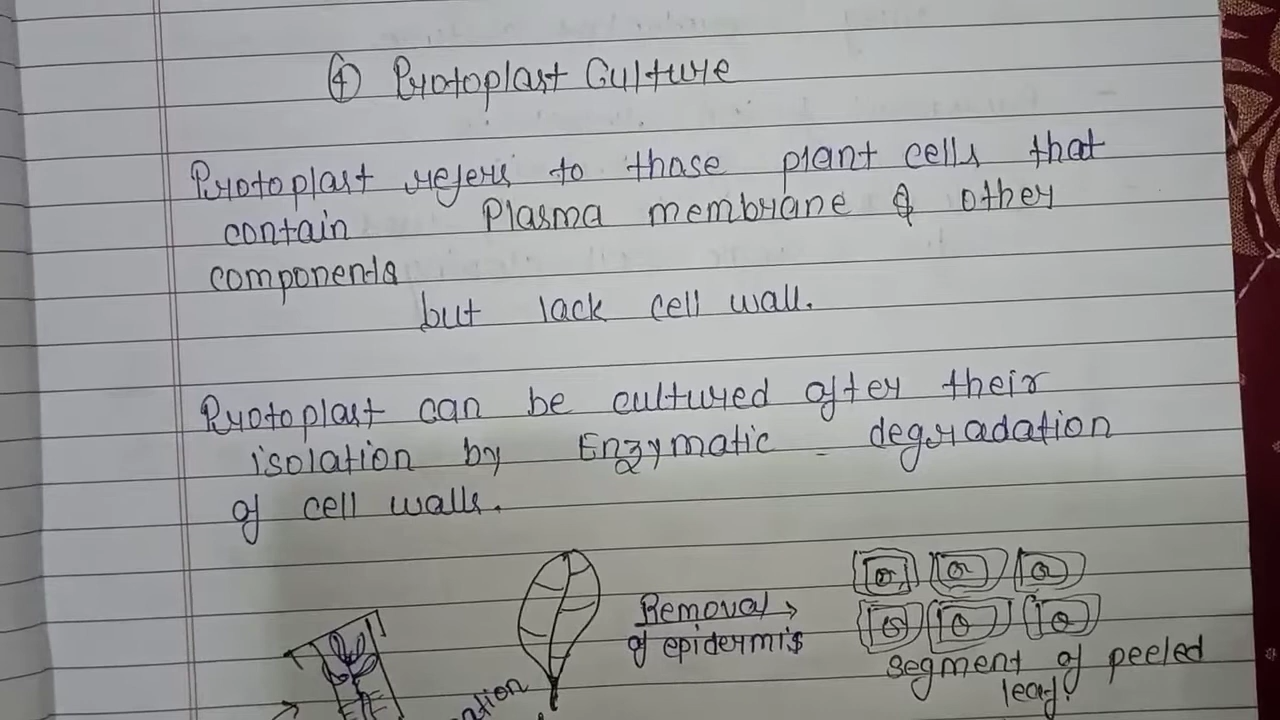 ④ Protoplast Culture
Protoplast refers to those plant cells that
contain Plasma membrane & other
components
but lack cell wall.
Protoplast can be cultured after their
isolation by Enzymatic degradation
of cell walls.
Removal →
of epidermis
segment of peeled
leaf.